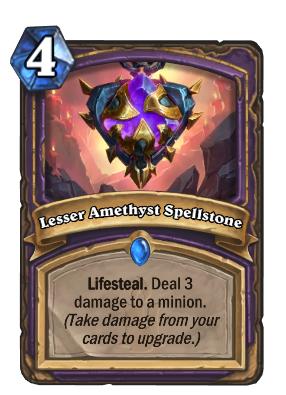 4
Lesser Amethyst Spellstone
Lifesteal. Deal 3
damage to a minion.
(Take damage from your
cards to upgrade.)